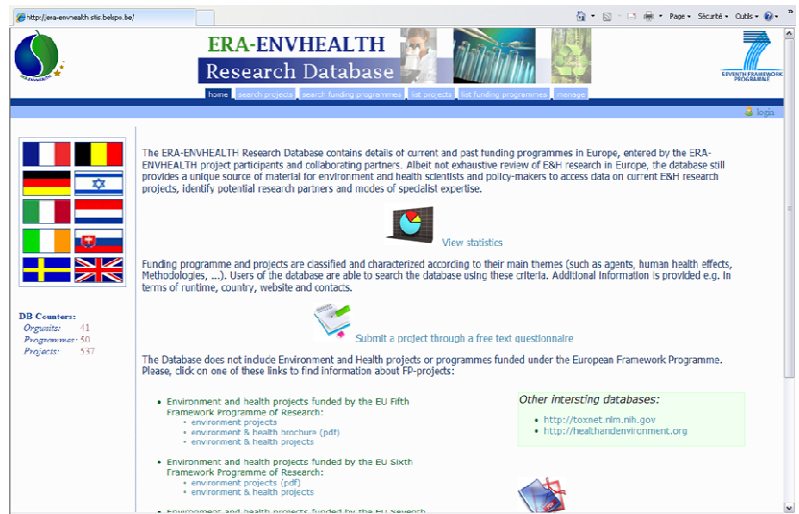 http://era-envhealth.stis.belspo.be/
Page Sécurité Outils
ERA-ENVHEALTH
Research Database
SEVENTH FRAMEWORK
PROGRAMME
home search projects search funding programmes list projects list funding programmes manage
login
The ERA-ENVHEALTH Research Database contains details of current and past funding programmes in Europe, entered by the ERA-
ENVHEALTH project participants and collaborating partners. Albeit not exhaustive review of E&H research in Europe, the database still
provides a unique source of material for environment and health scientists and policy-makers to access data on current E&H research
projects, identify potential research partners and modes of specialist expertise.
View statistics
Funding programme and projects are classified and characterized according to their main themes (such as agents, human health effects,
Methodologies, ...). Users of the database are able to search the database using these criteria. Additional Information is provided e.g. In
terms of runtime, country, website and contacts.
DB Counters:
Organits: 41
Programmes: 50
Projects: 537
Submit a project through a free text questionnaire
The Database does not include Environment and Health projects or programmes funded under the European Framework Programme.
Please, click on one of these links to find information about FP-projects:
• Environment and health projects funded by the EU Fifth
Framework Programme of Research:
• environment projects
• environment & health brochure (pdf)
• environment & health projects
• Environment and health projects funded by the EU Sixth
Framework Programme of Research:
• environment projects (pdf)
• environment & health projects
• Environment and health projects funded by the EU Seventh
Other intersting databases:
• http://toxnet.nlm.nih.gov
• http://healthandenvironment.org